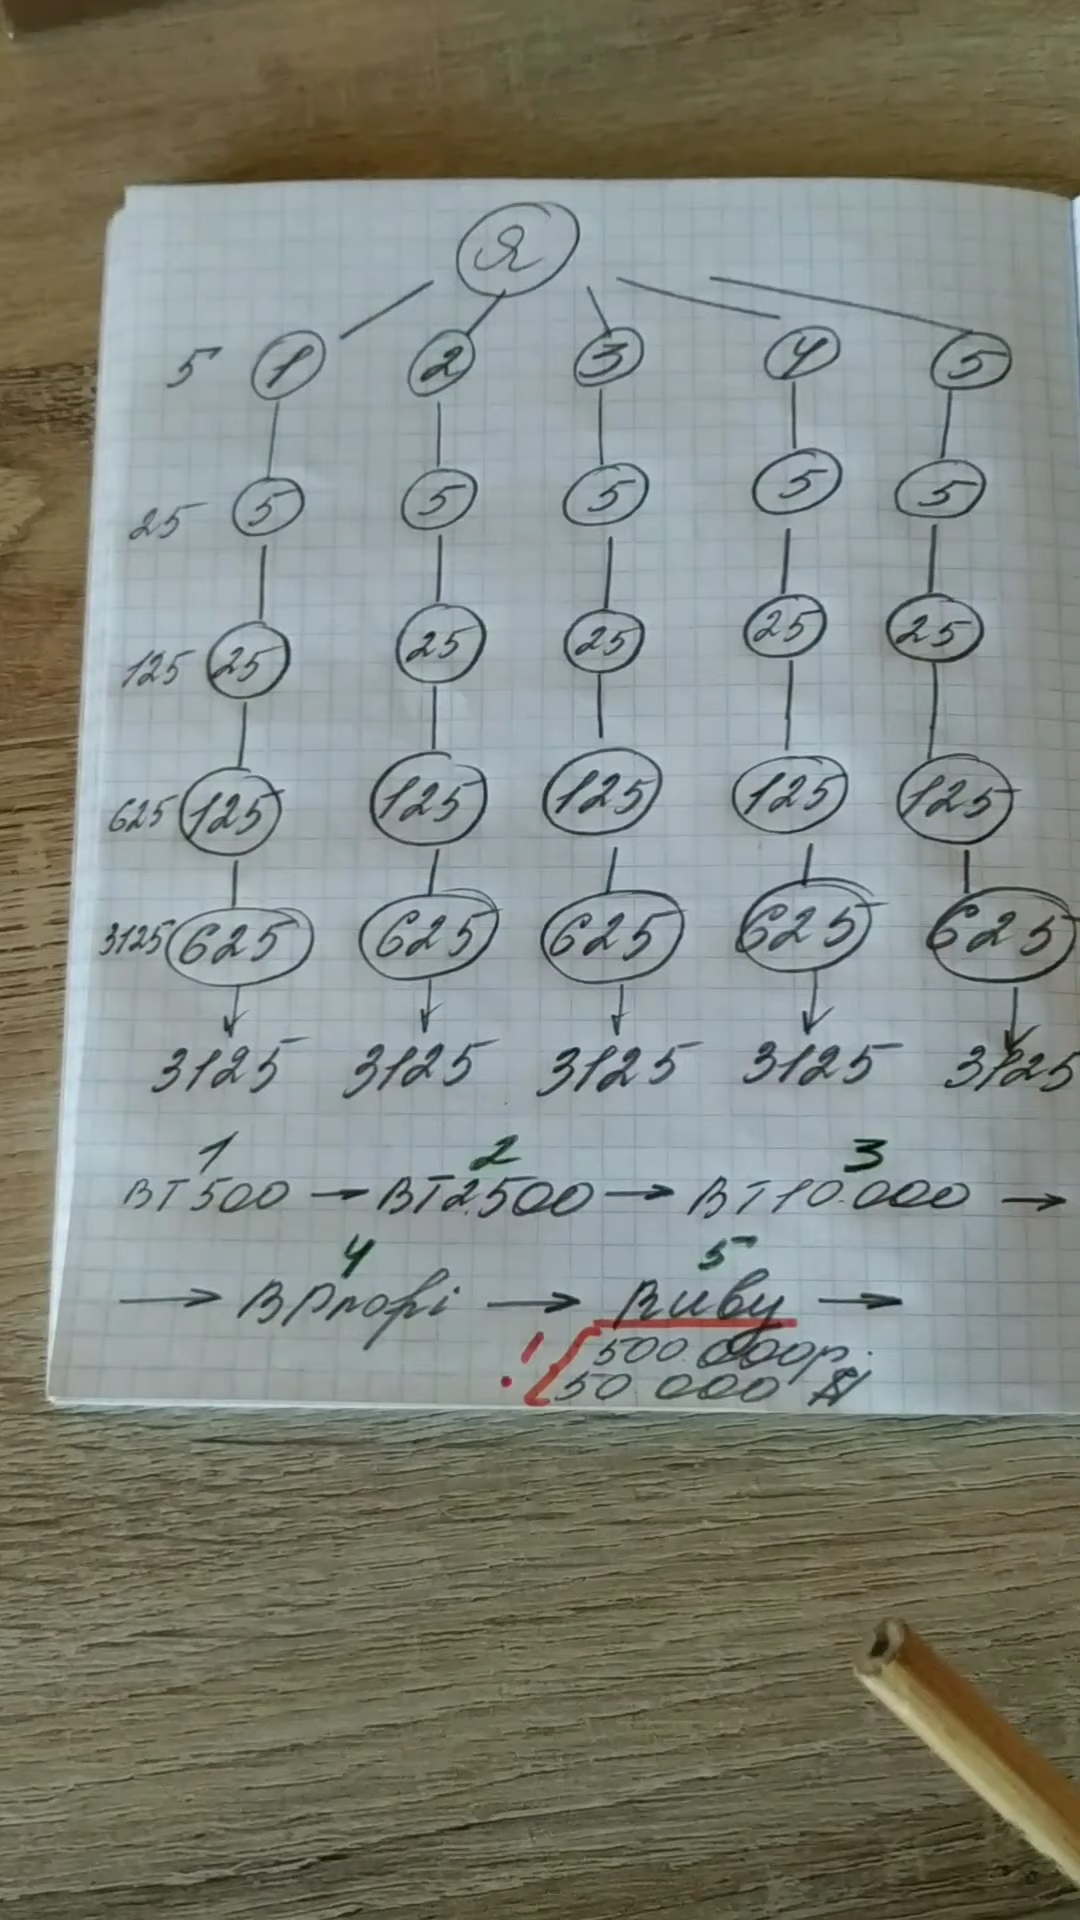 Я
5 1 2 3 4 5
25 5 5 5 5 5
125 25 25 25 25 25
625 125 125 125 125 125
3125 625 625 625 625 625
3125 3125 3125 3125 3125
1 2 3
BT500 → BT2.500 → BT10.000 →
4 5
→ BProfi → Ruby →
! 500.000р.
50 000 $